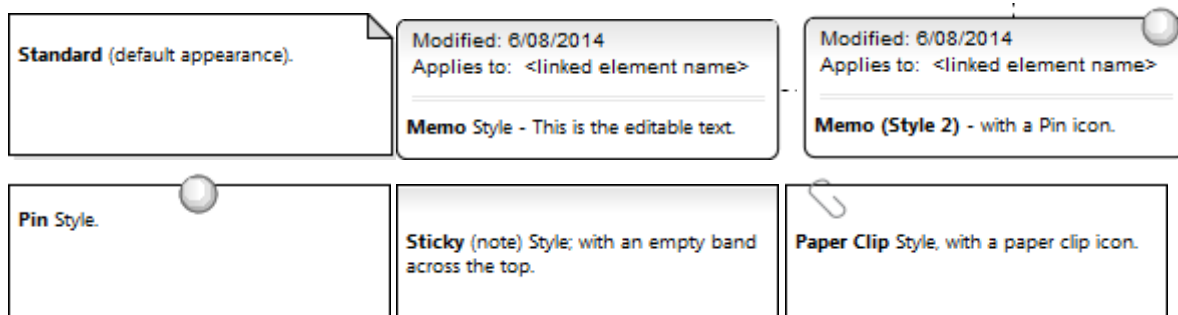 Standard (default appearance).
Modified: 6/08/2014
Applies to: <linked element name>
Memo Style - This is the editable text.
Modified: 6/08/2014
Applies to: <linked element name>
Memo (Style 2) - with a Pin icon.
Pin Style.
Sticky (note) Style; with an empty band
across the top.
Paper Clip Style, with a paper clip icon.